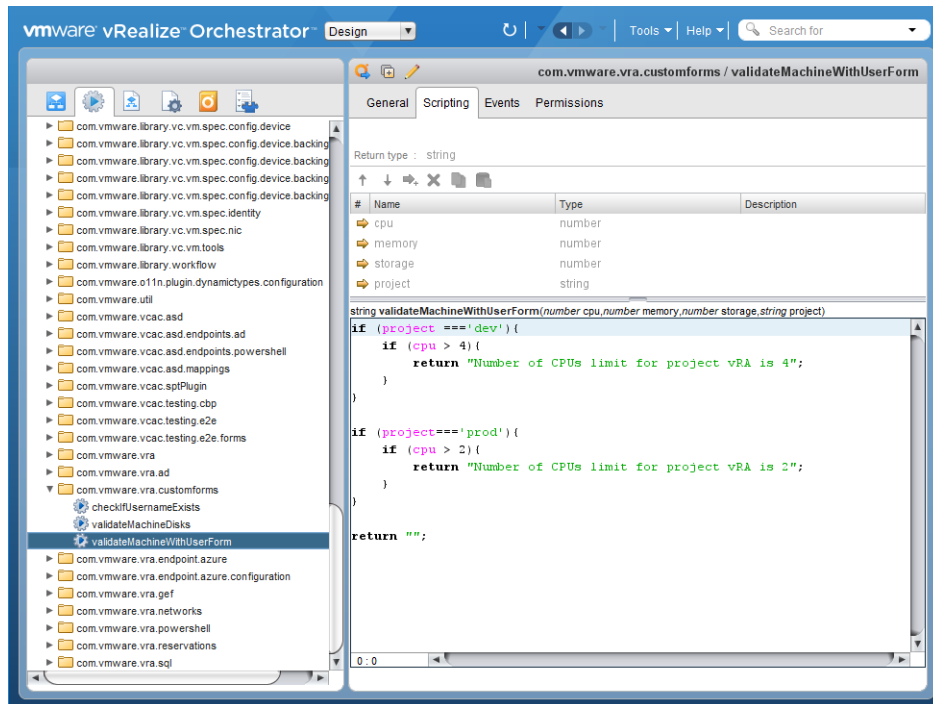 vmware vRealize™ Orchestrator™ Design Tools Help Search for
com.vmware.vra.customforms / validateMachineWithUserForm
General Scripting Events Permissions
com.vmware.library.vc.vm.spec.config.device
com.vmware.library.vc.vm.spec.config.device.backing
com.vmware.library.vc.vm.spec.config.device.backing
com.vmware.library.vc.vm.spec.config.device.backing
com.vmware.library.vc.vm.spec.config.device.backing
com.vmware.library.vc.vm.spec.identity
com.vmware.library.vc.vm.spec.nic
com.vmware.library.vc.vm.tools
com.vmware.library.workflow
com.vmware.o11n.plugin.dynamictypes.configuration
com.vmware.util
com.vmware.vcac.asd
com.vmware.vcac.asd.endpoints.ad
com.vmware.vcac.asd.endpoints.powershell
com.vmware.vcac.asd.mappings
com.vmware.vcac.sptPlugin
com.vmware.vcac.testing.cbp
com.vmware.vcac.testing.e2e
com.vmware.vcac.testing.e2e.forms
com.vmware.vra
com.vmware.vra.ad
com.vmware.vra.customforms
checkIfUsernameExists
validateMachineDisks
validateMachineWithUserForm
com.vmware.vra.endpoint.azure
com.vmware.vra.endpoint.azure.configuration
com.vmware.vra.gef
com.vmware.vra.networks
com.vmware.vra.powershell
com.vmware.vra.reservations
com.vmware.vra.sql
Return type : string
# Name Type Description
cpu number
memory number
storage number
project string
string validateMachineWithUserForm(number cpu,number memory,number storage,string project)
if (project ==='dev'){
if (cpu > 4){
return "Number of CPUs limit for project vRA is 4";
}
}
if (project==='prod'){
if (cpu > 2){
return "Number of CPUs limit for project vRA is 2";
}
}
return "";
0 : 0